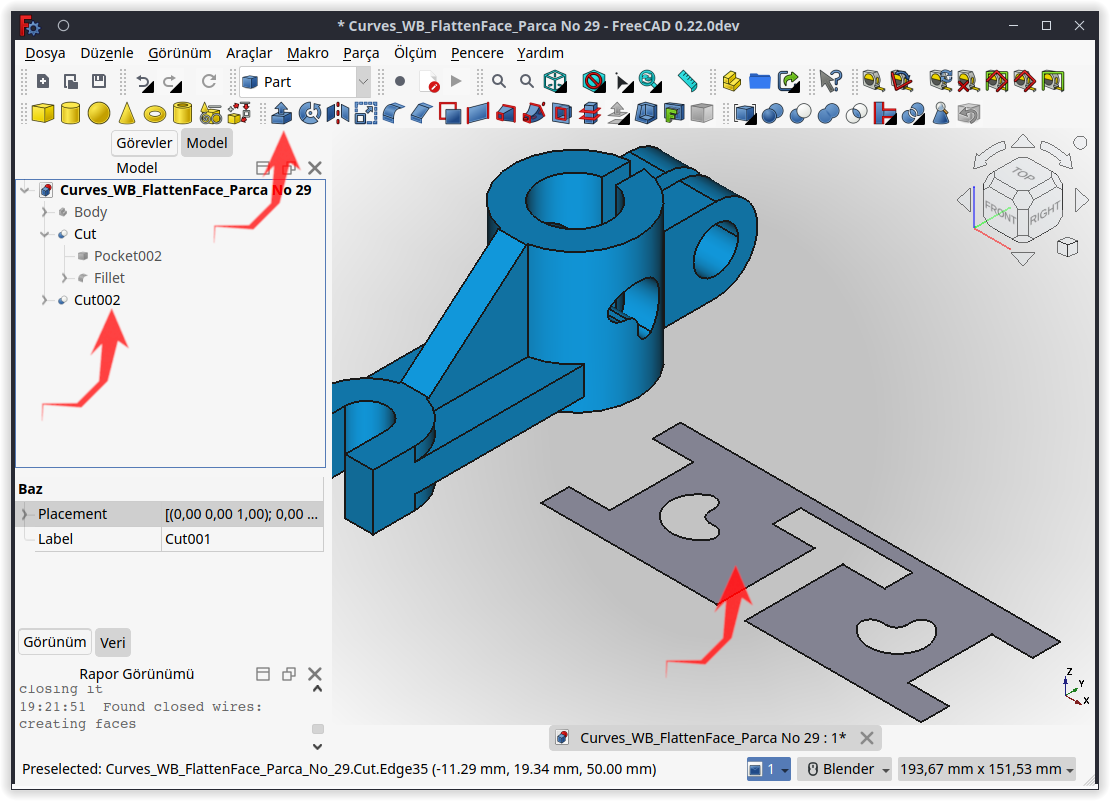 * Curves_WB_FlattenFace_Parca No 29 - FreeCAD 0.22.0dev
Dosya Düzenle Görünüm Araçlar Makro Parça Ölçüm Pencere Yardım
Part
Görevler Model
Model
Curves_WB_FlattenFace_Parca No 29
Body
Cut
Pocket002
Fillet
Cut002
TOP
FRONT
RIGHT
Baz
Placement [(0,00 0,00 1,00); 0,00 ...
Label Cut001
Görünüm Veri
Rapor Görünümü
closing it
19:21:51 Found closed wires:
creating faces
Z
Y
X
Curves_WB_FlattenFace_Parca No 29 : 1*
Preselected: Curves_WB_FlattenFace_Parca_No_29.Cut.Edge35 (-11.29 mm, 19.34 mm, 50.00 mm)
1
Blender
193,67 mm x 151,53 mm